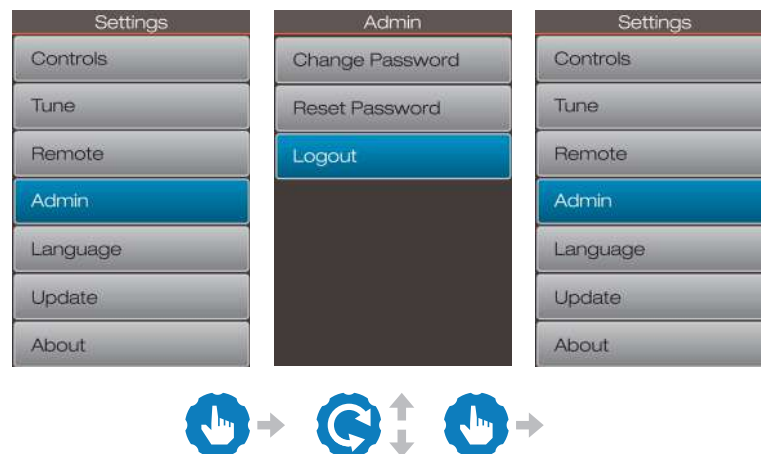 Settings
Controls
Tune
Remote
Admin
Language
Update
About
Admin
Change Password
Reset Password
Logout
Settings
Controls
Tune
Remote
Admin
Language
Update
About